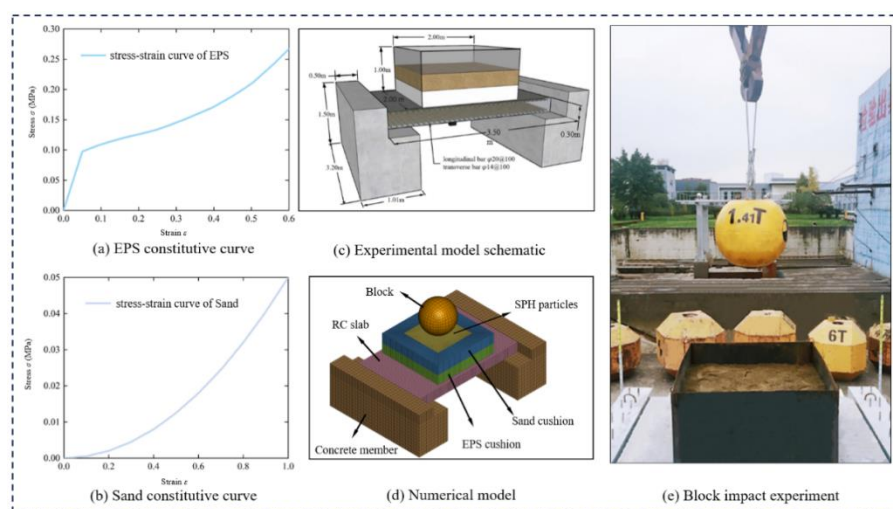 0.30
0.25
0.20
0.15
0.10
0.05
0.00
Stress σ (MPa)
stress-strain curve of EPS
0.0
0.1
0.2
0.3
0.4
0.5
0.6
Strain ε
(a) EPS constitutive curve
0.05
0.04
0.03
0.02
0.01
0.00
Stress σ (MPa)
stress-strain curve of Sand
0.0
0.2
0.4
0.6
0.8
1.0
Strain ε
(b) Sand constitutive curve
2.00m
1.00m
0.50m
1.50m
2.00 m
3.50
m
0.30m
longitudinal bar φ20@100
transverse bar φ14@100
3.20m
1.01m
(c) Experimental model schematic
Block
SPH particles
RC slab
Sand cushion
EPS cushion
Concrete member
(d) Numerical model
1.41T
6T
(e) Block impact experiment